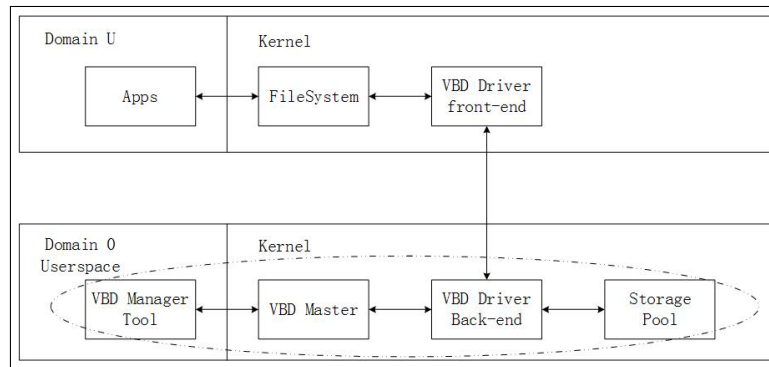 Domain U
Kernel
Apps
FileSystem
VBD Driver
front-end
Domain 0
Userspace
Kernel
VBD Manager
Tool
VBD Master
VBD Driver
Back-end
Storage
Pool